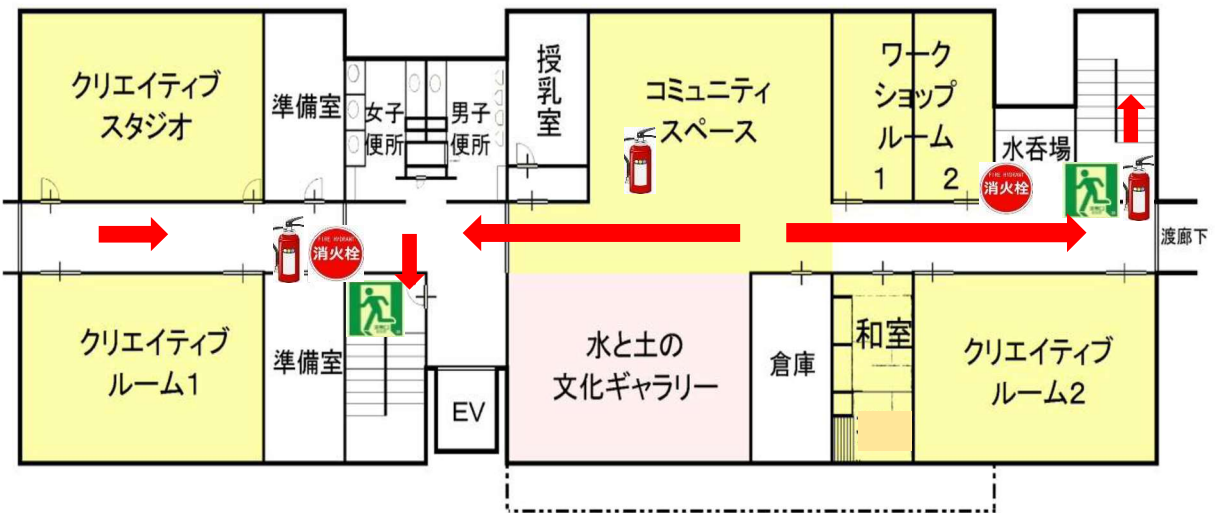 クリエイティブ
スタジオ
準備室
女子
便所
男子
便所
授
乳
室
コミュニティ
スペース
ワーク
ショップ
ルーム
1
2
水呑場
FIRE HYDRANT
消火栓
渡廊下
FIRE HYDRANT
消火栓
クリエイティブ
ルーム1
準備室
EV
水と土の
文化ギャラリー
倉庫
和室
クリエイティブ
ルーム2